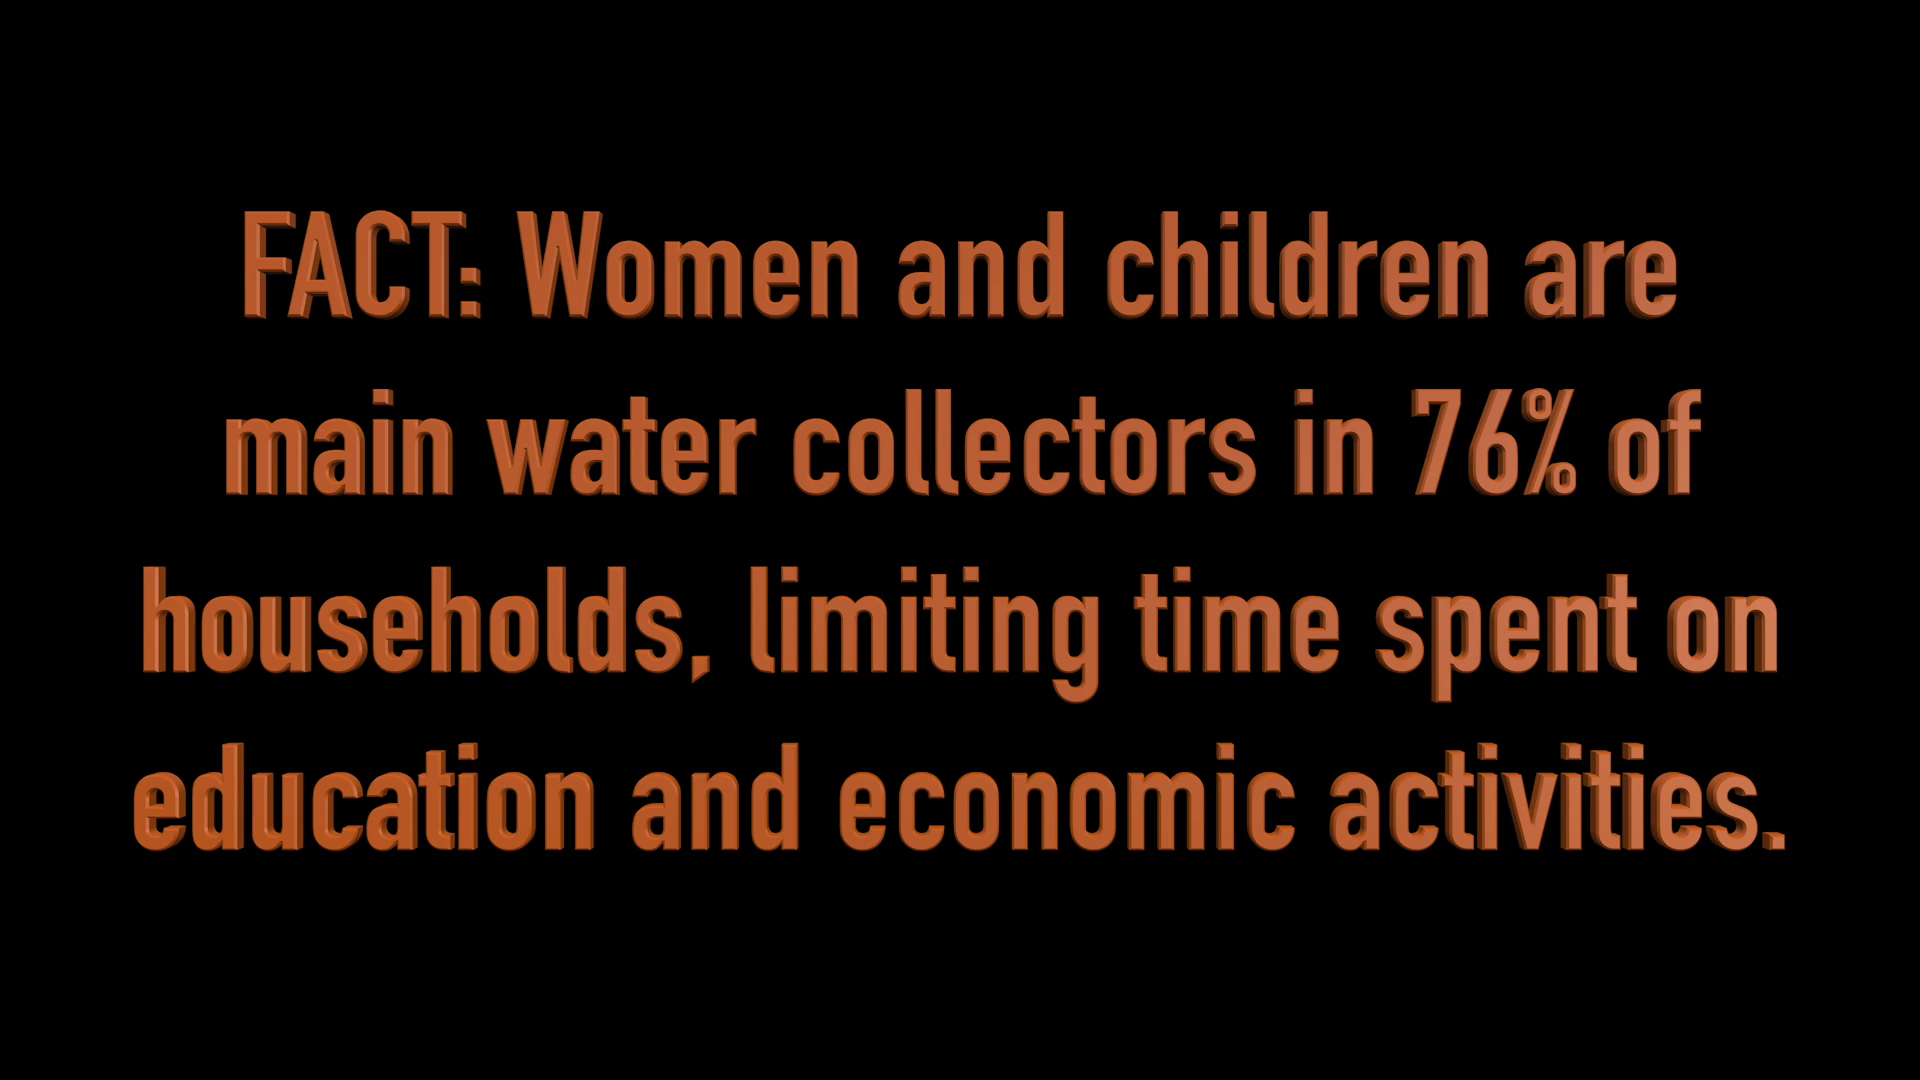 FACT: Women and children are
main water collectors in 76% of
households, limiting time spent on
education and economic activities.